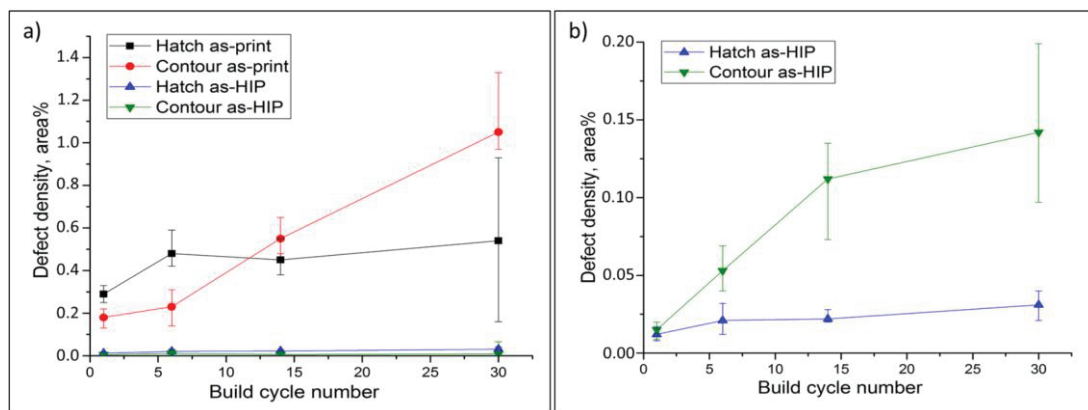 a)
Hatch as-print
Contour as-print
Hatch as-HIP
Contour as-HIP
Defect density, area%
1.4
1.2
1.0
0.8
0.6
0.4
0.2
0.0
0 5 10 15 20 25 30
Build cycle number
b)
Hatch as-HIP
Contour as-HIP
Defect density, area%
0.20
0.15
0.10
0.05
0.00
0 5 10 15 20 25 30
Build cycle number